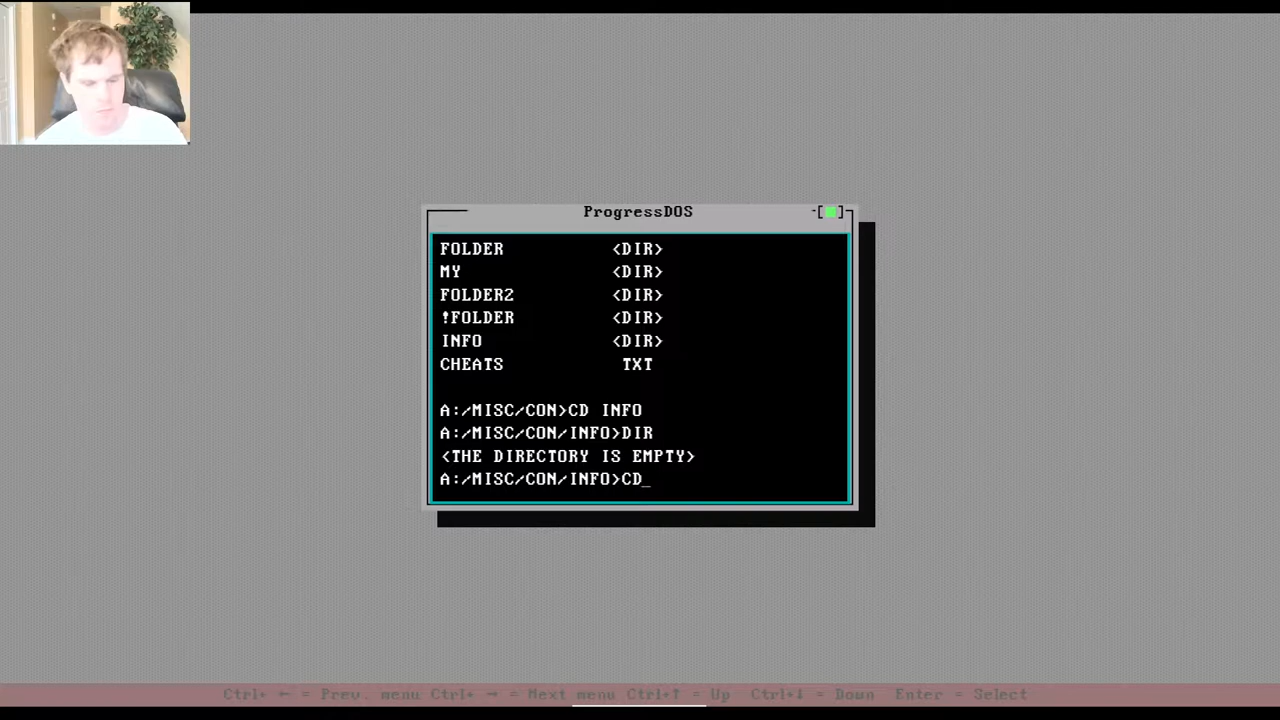 ProgressDOS
-[■]
FOLDER <DIR>
MY <DIR>
FOLDER2 <DIR>
!FOLDER <DIR>
INFO <DIR>
CHEATS TXT
A:/MISC/CON>CD INFO
A:/MISC/CON/INFO>DIR
<THE DIRECTORY IS EMPTY>
A:/MISC/CON/INFO>CD_
Ctrl+ ← = Prev. menu Ctrl+ → = Next menu Ctrl+↑ = Up Ctrl+↓ = Down Enter = Select